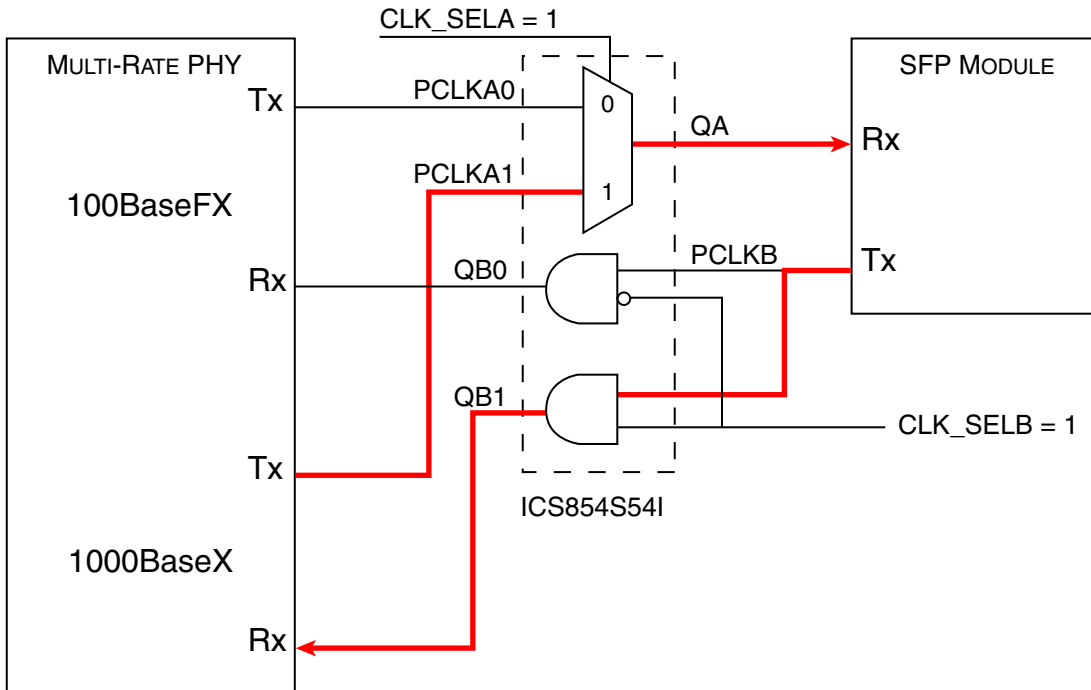 CLK_SELA = 1
MULTI-RATE PHY
SFP MODULE
Tx
PCLKA0
0
QA
Rx
PCLKA1
1
100BaseFX
PCLKB
Tx
Rx
QB0
QB1
CLK_SELB = 1
Tx
ICS854S54I
1000BaseX
Rx